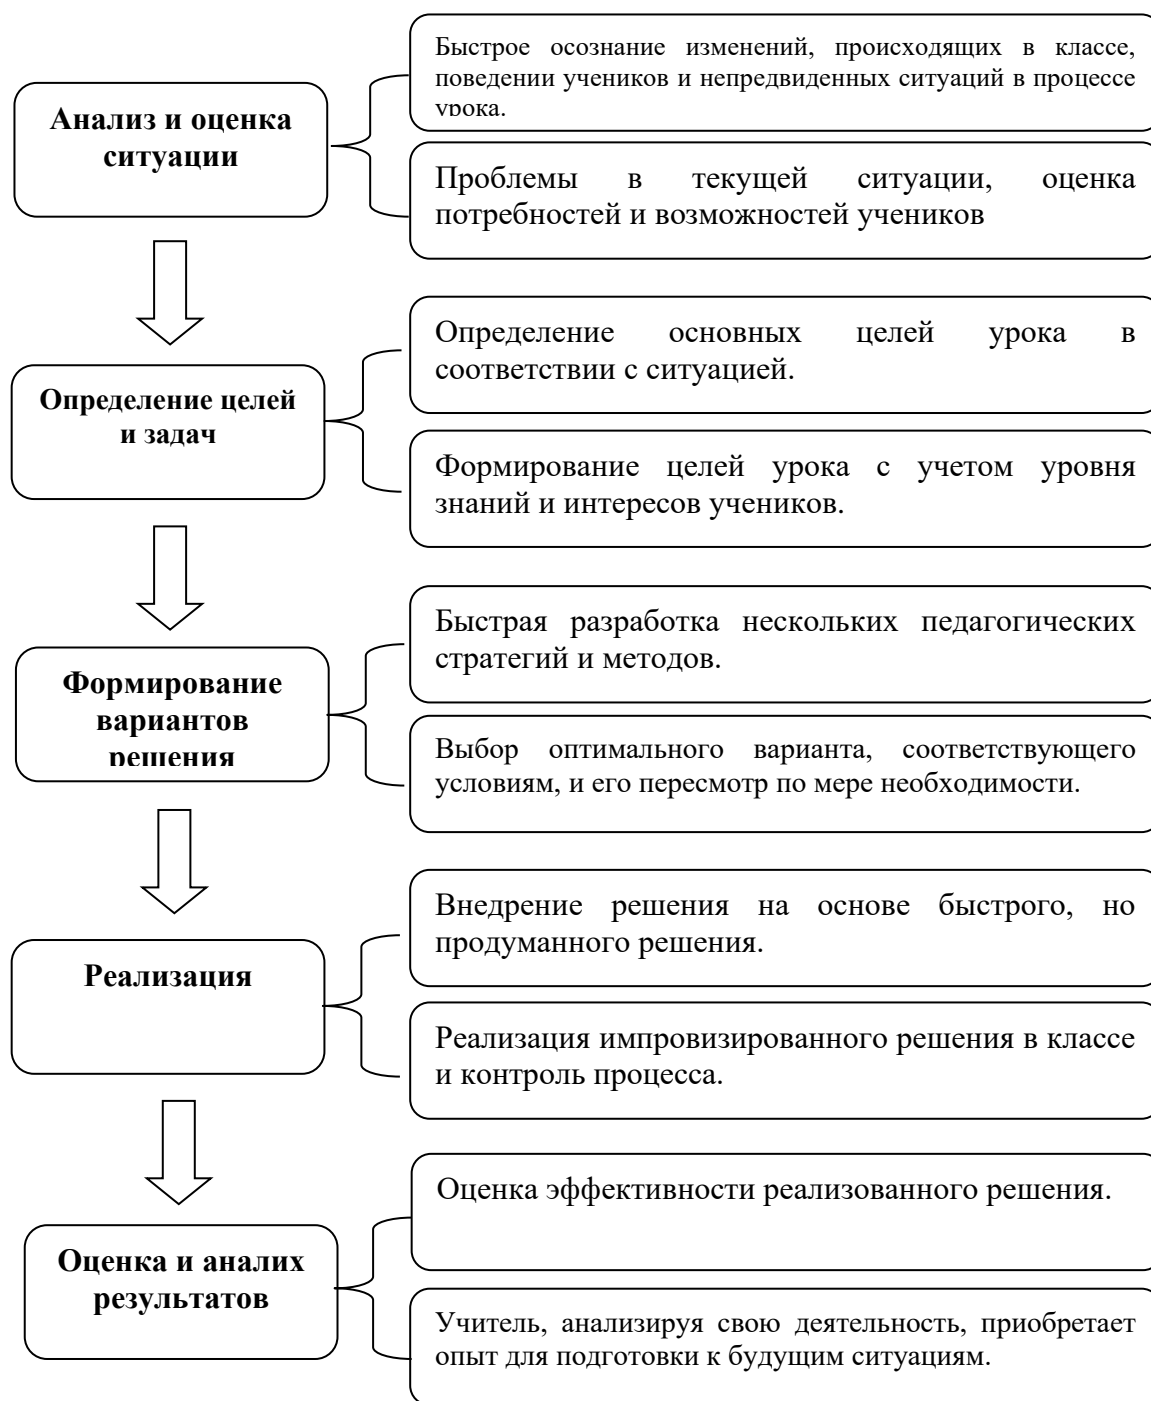 Анализ и оценка
ситуации
Быстрое осознание изменений, происходящих в классе,
поведении учеников и непредвиденных ситуаций в процессе
урока.
Проблемы в текущей ситуации, оценка
потребностей и возможностей учеников
Определение целей
и задач
Определение основных целей урока в
соответствии с ситуацией.
Формирование целей урока с учетом уровня
знаний и интересов учеников.
Формирование
вариантов
решения
Быстрая разработка нескольких педагогических
стратегий и методов.
Выбор оптимального варианта, соответствующего
условиям, и его пересмотр по мере необходимости.
Реализация
Внедрение решения на основе быстрого, но
продуманного решения.
Реализация импровизированного решения в классе
и контроль процесса.
Оценка и аналих
результатов
Оценка эффективности реализованного решения.
Учитель, анализируя свою деятельность, приобретает
опыт для подготовки к будущим ситуациям.